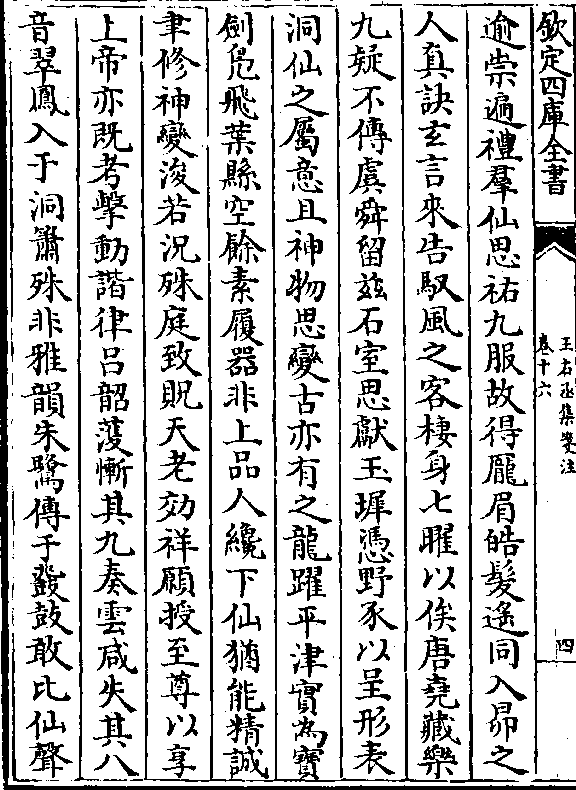 欽定四庫全書
王右丞集箋注
卷十六
四
逾崇遍禮羣仙思祐九服故得龎眉皓髮遙同入昴之
人真訣玄言來告馭風之客棲身七曜以俟唐堯藏樂
九疑不傳虞舜留兹石室思獻玉墀憑野豕以呈形表
洞仙之屬意且神物思變古亦有之龍躍平津實為寶
劍凫飛葉縣空餘素履器非上品人纔下仙猶能精誠
聿修神變浚若況殊庭致貺天老効祥願授至尊以享
上帝亦既考擊動諧律吕韶蒦慚其九奏雲咸失其八
音翠鳳入于洞簫殊非雅韻朱鷺傳于鼗鼓敢比仙聲